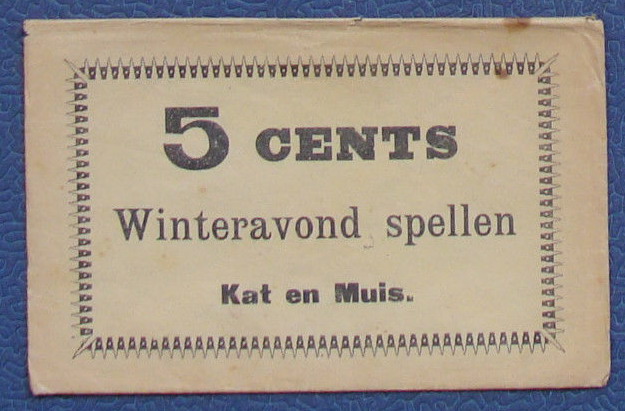 5 CENTS
Winteravond spellen
Kat en Muis.